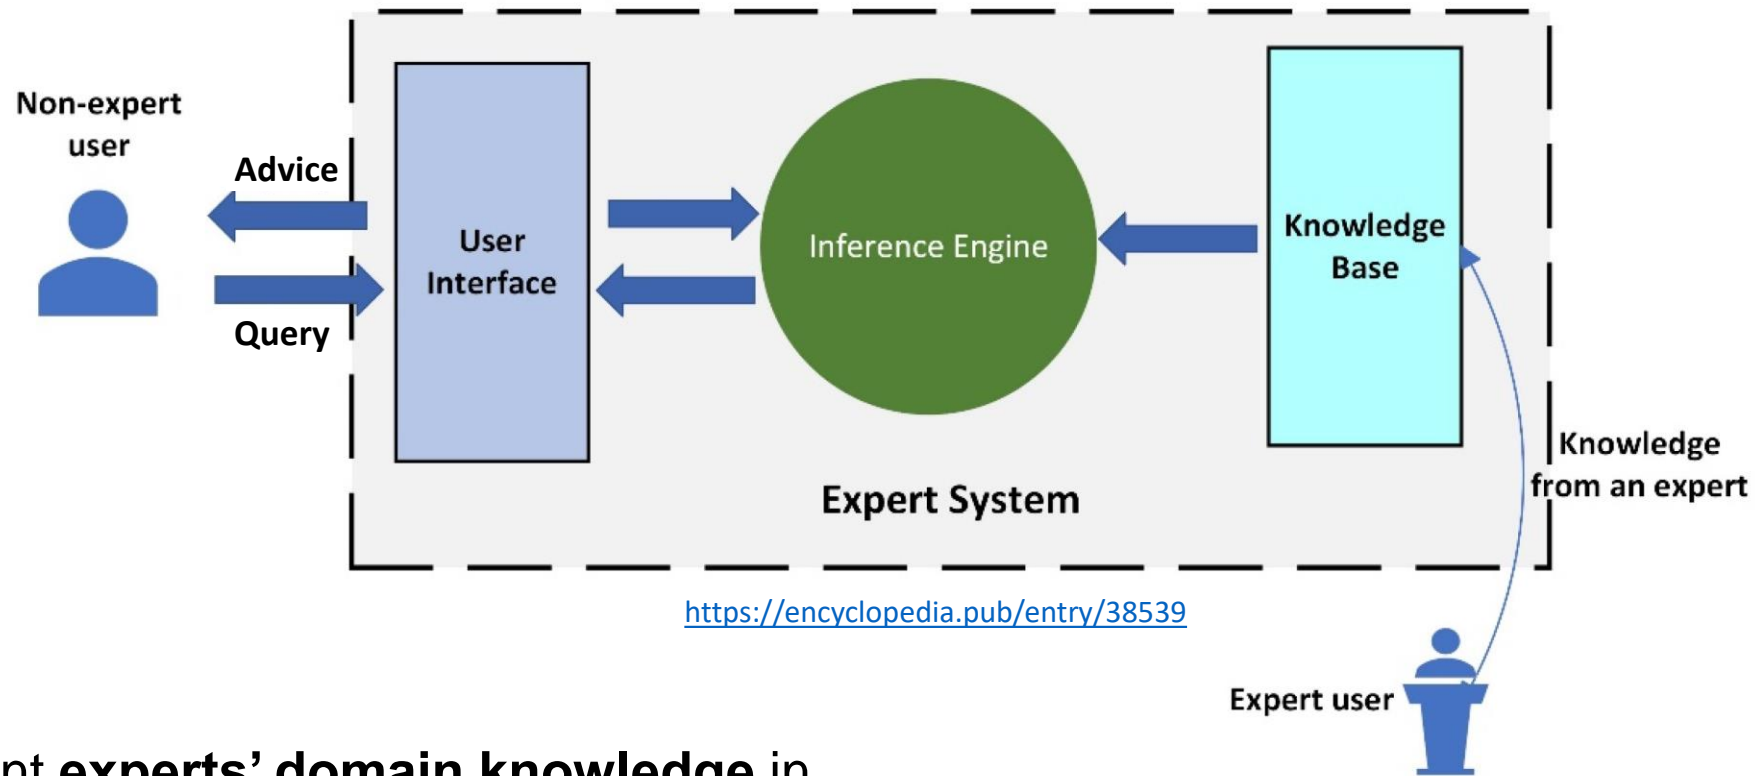 Non-expert
user
Advice
Query
User
Interface
Inference Engine
Knowledge
Base
Expert System
Knowledge
from an expert
https://encyclopedia.pub/entry/38539
Expert user
experts’ domain knowledge in